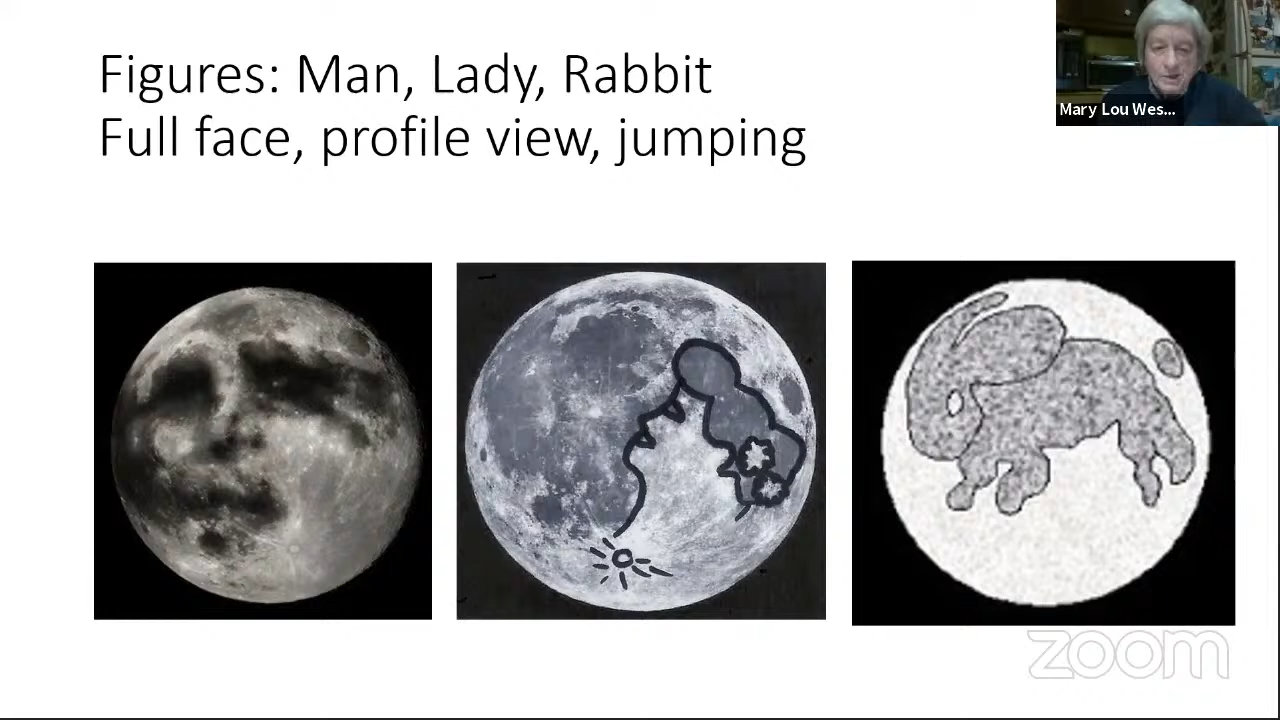 Figures: Man, Lady, Rabbit
Full face, profile view, jumping
Mary Lou Wes...
zoom